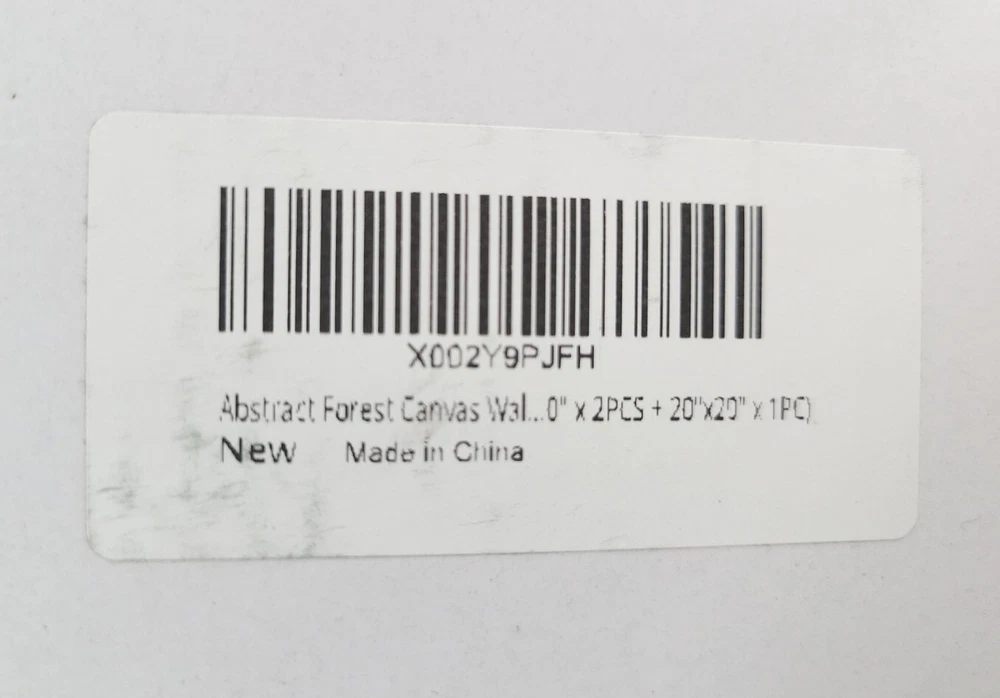 X002Y9PJFH
Abstract Forest Canvas Wal...0" x 2PCS + 20"x20" x 1PC)
New Made in China